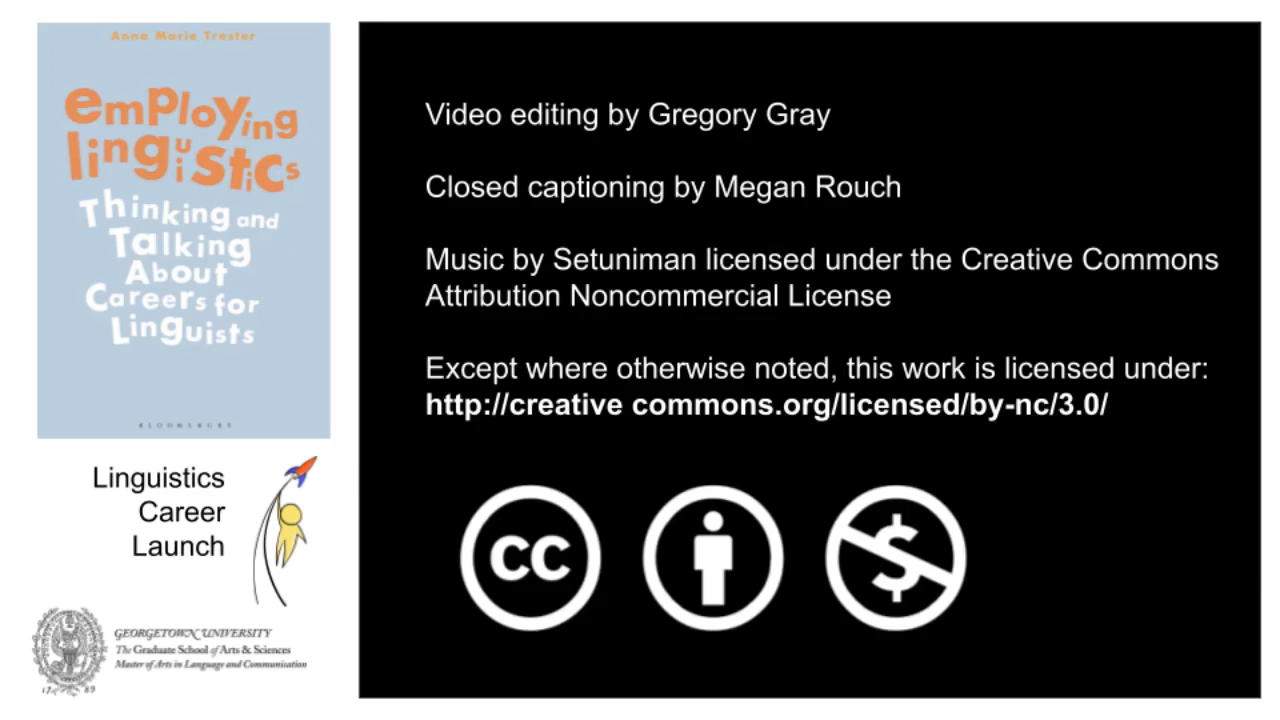 Anna Marie Trester
employing
linguistics
Thinking and
Talking
About
Careers for
Linguists
BLOOMSBURY
Linguistics
Career
Launch
GEORGETOWN UNIVERSITY
The Graduate School of Arts & Sciences
Master of Arts in Language and Communication
17 89
Video editing by Gregory Gray
Closed captioning by Megan Rouch
Music by Setuniman licensed under the Creative Commons
Attribution Noncommercial License
Except where otherwise noted, this work is licensed under:
http://creative commons.org/licensed/by-nc/3.0/
cc
$